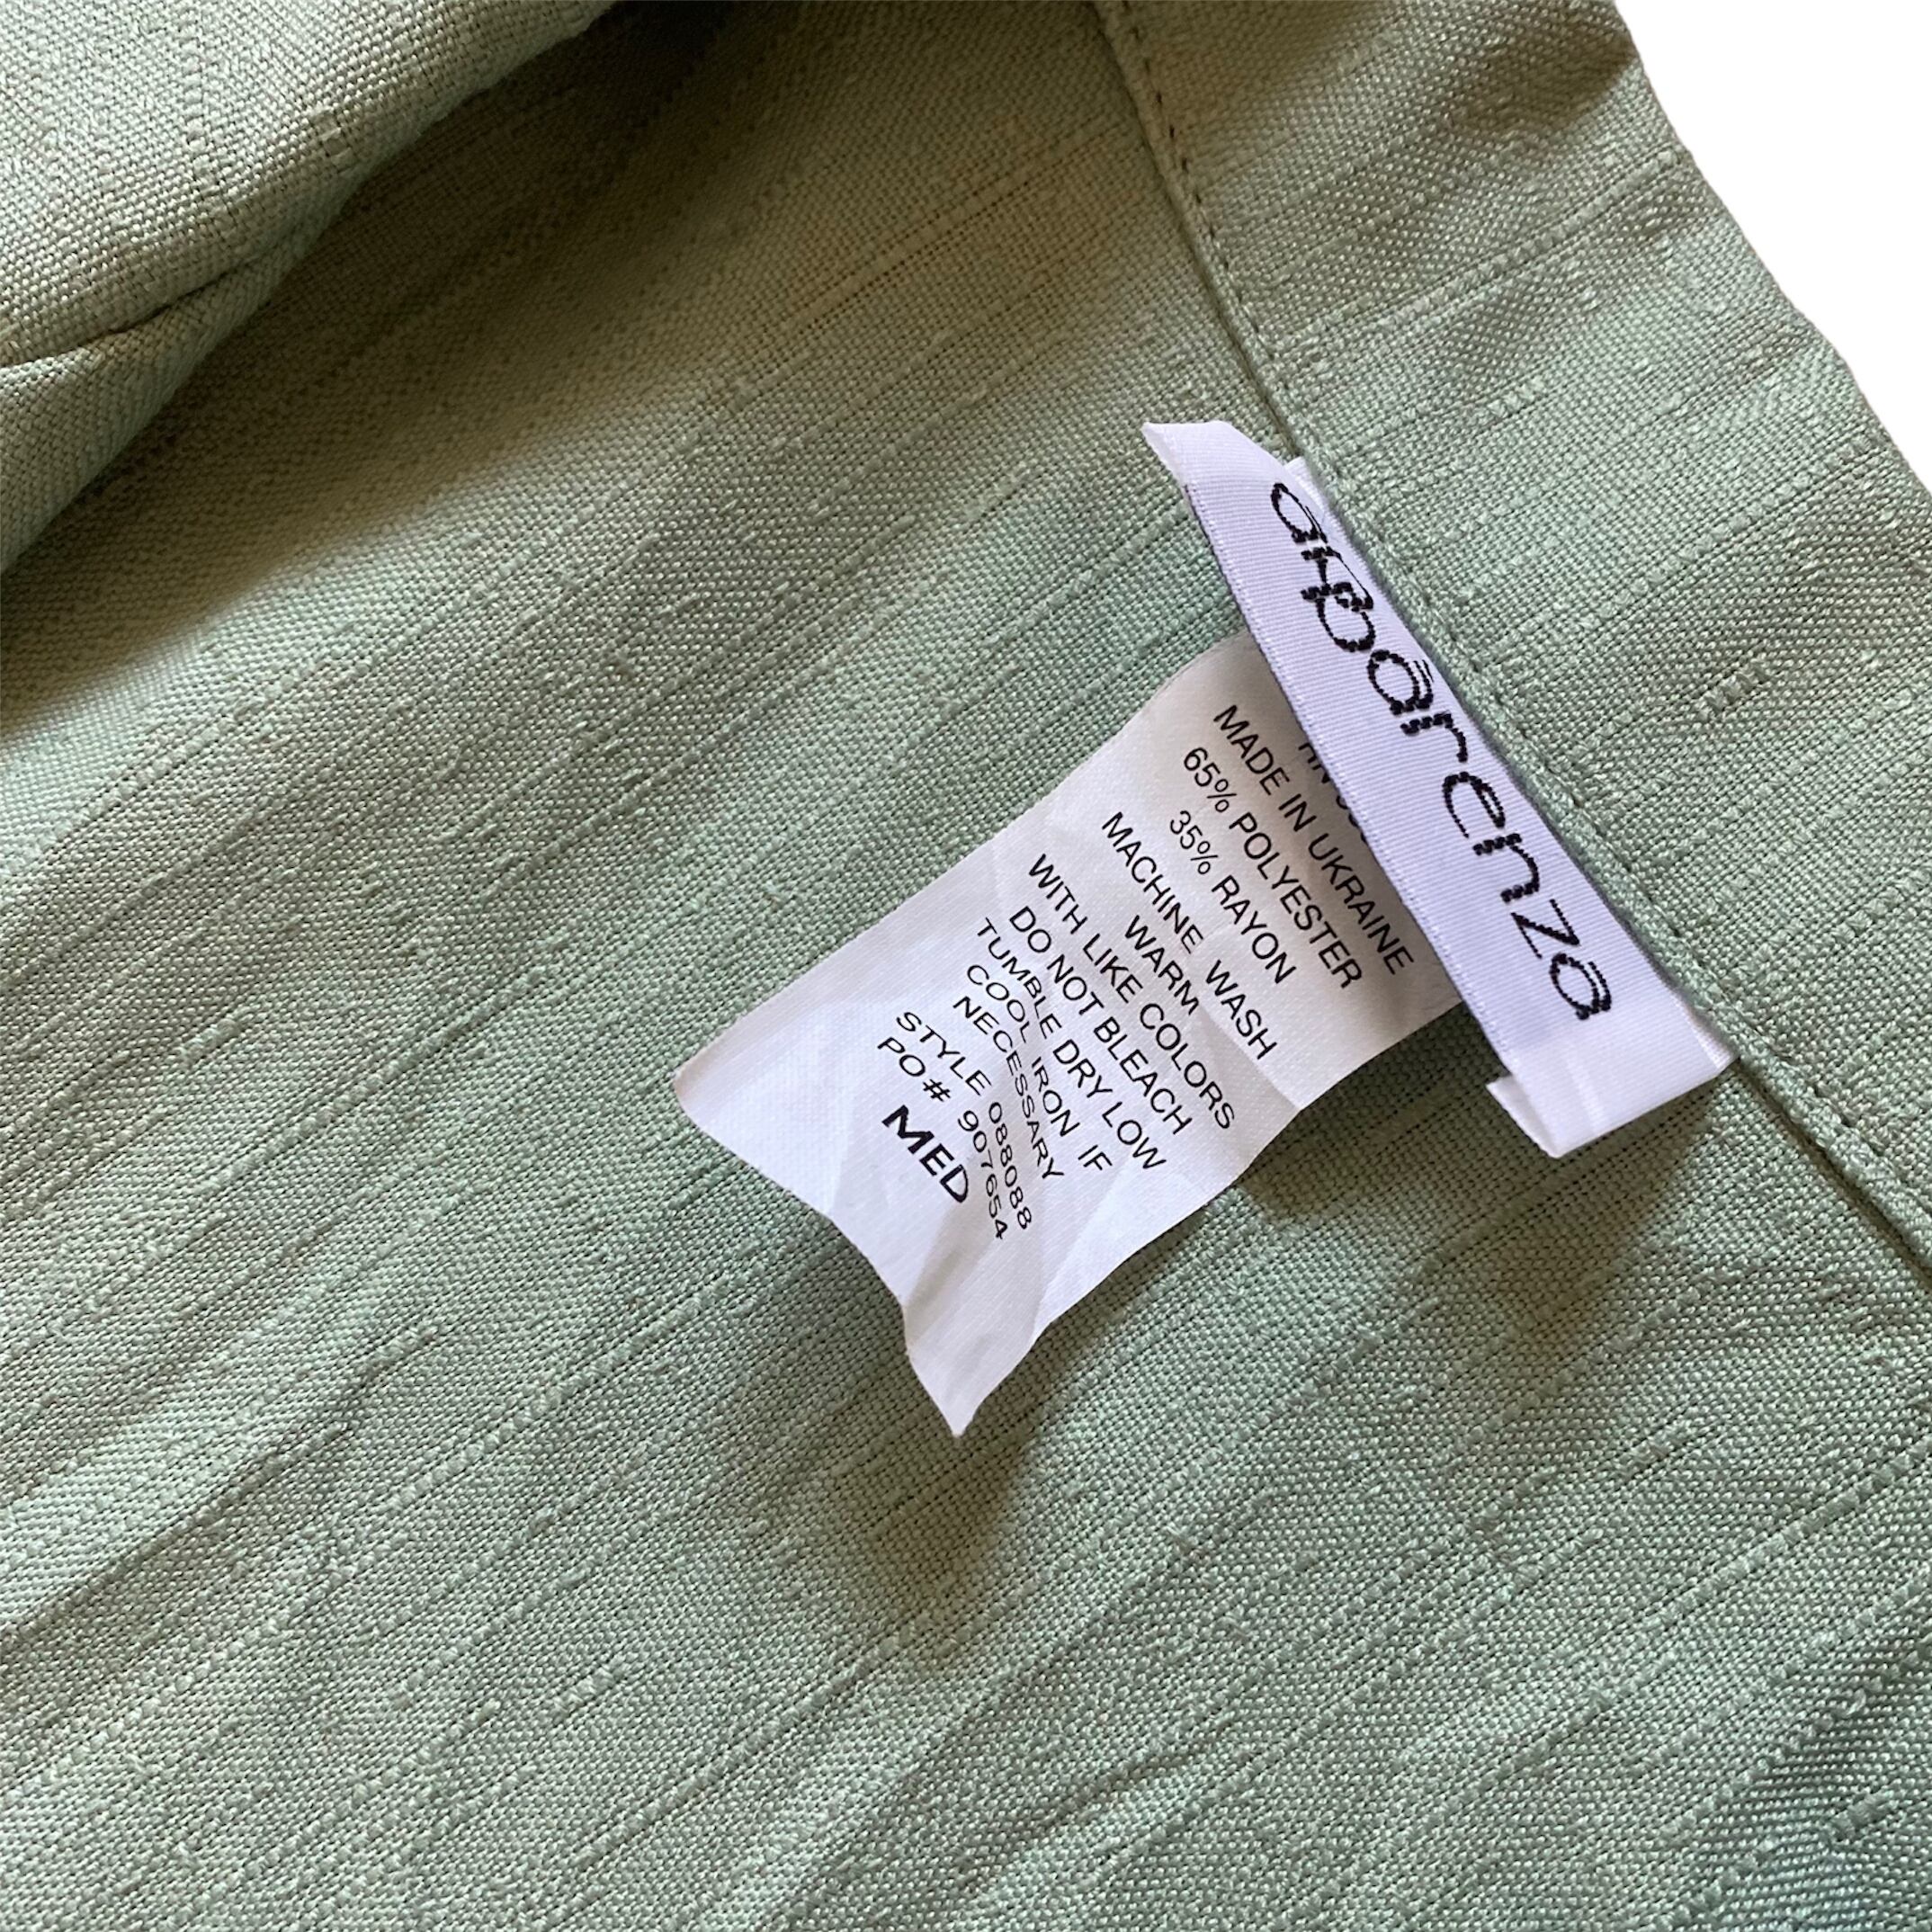 arparenza
MADE IN UKRAINE
65% POLYESTER
35% RAYON
MACHINE WASH
WARM
WITH LIKE COLORS
DO NOT BLEACH
TUMBLE DRY LOW
COOL IRON IF
NECESSARY
STYLE 088088
PO# 907654
MED